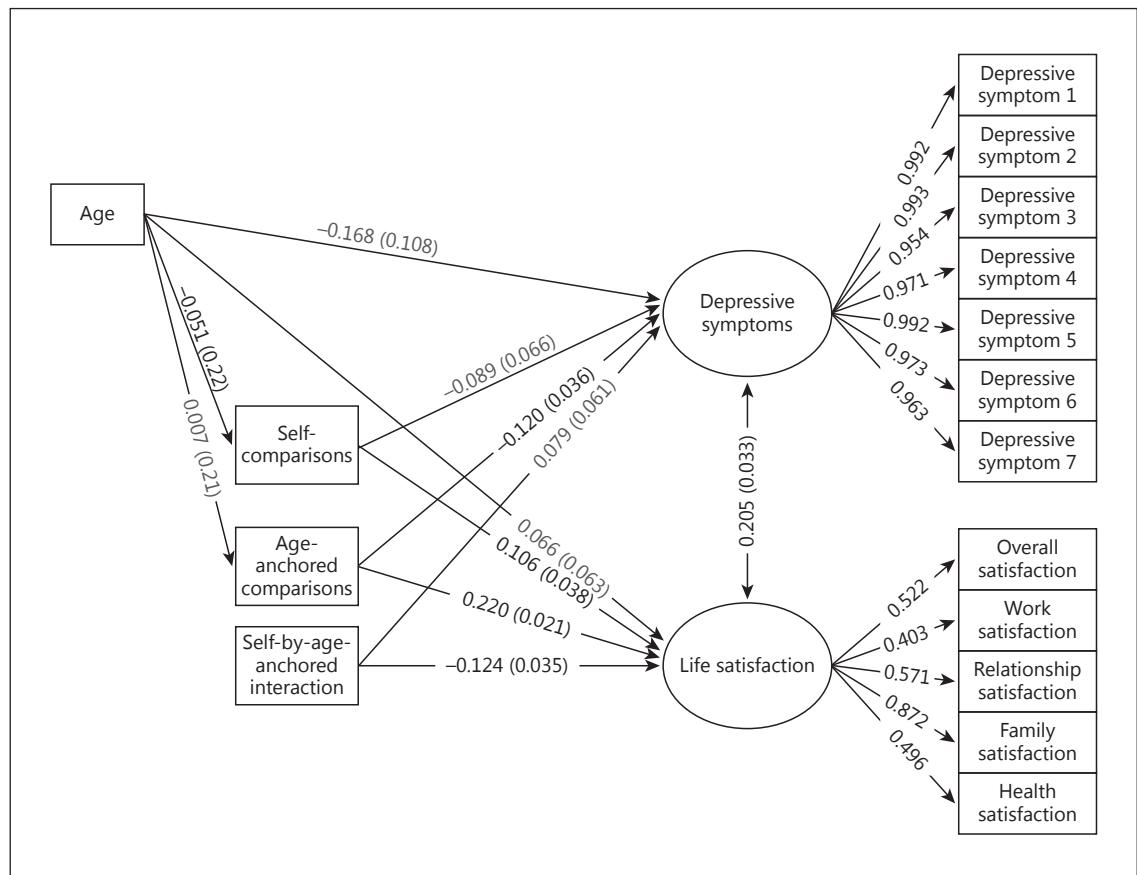 Age
–0.168 (0.108)
–0.051 (0.22)
0.007 (0.21)
Self-
comparisons
Age-
anchored
comparisons
Self-by-age-
anchored
interaction
–0.089 (0.066)
–0.120 (0.036)
0.079 (0.061)
0.066 (0.063)
0.106 (0.038)
0.220 (0.021)
–0.124 (0.035)
Depressive
symptoms
0.205 (0.033)
Life satisfaction
0.992
0.993
0.954
0.971
0.992
0.973
0.963
Depressive
symptom 1
Depressive
symptom 2
Depressive
symptom 3
Depressive
symptom 4
Depressive
symptom 5
Depressive
symptom 6
Depressive
symptom 7
0.522
0.403
0.571
0.872
0.496
Overall
satisfaction
Work
satisfaction
Relationship
satisfaction
Family
satisfaction
Health
satisfaction